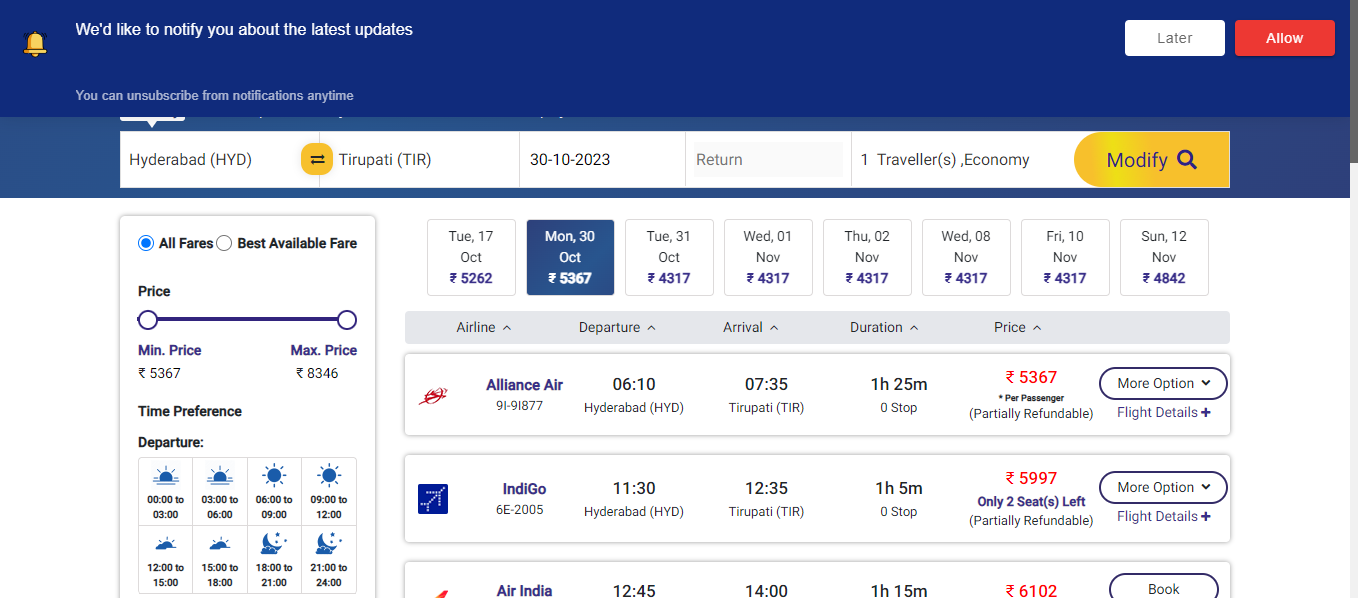 We'd like to notify you about the latest updates
Later
Allow
You can unsubscribe from notifications anytime
Hyderabad (HYD)
Tirupati (TIR)
30-10-2023
Return
1 Traveller(s) ,Economy
Modify
All Fares
Best Available Fare
Price
Min. Price
Max. Price
₹ 5367
₹ 8346
Time Preference
Departure:
00:00 to
03:00
03:00 to
06:00
06:00 to
09:00
09:00 to
12:00
12:00 to
15:00
15:00 to
18:00
18:00 to
21:00
21:00 to
24:00
Tue, 17
Oct
₹ 5262
Mon, 30
Oct
₹ 5367
Tue, 31
Oct
₹ 4317
Wed, 01
Nov
₹ 4317
Thu, 02
Nov
₹ 4317
Wed, 08
Nov
₹ 4317
Fri, 10
Nov
₹ 4317
Sun, 12
Nov
₹ 4842
Airline
Departure
Arrival
Duration
Price
Alliance Air
9I-9I877
06:10
Hyderabad (HYD)
07:35
Tirupati (TIR)
1h 25m
0 Stop
₹ 5367
* Per Passenger
(Partially Refundable)
More Option
Flight Details +
IndiGo
6E-2005
11:30
Hyderabad (HYD)
12:35
Tirupati (TIR)
1h 5m
0 Stop
₹ 5997
Only 2 Seat(s) Left
(Partially Refundable)
More Option
Flight Details +
Air India
12:45
14:00
1h 15m
₹ 6102
Book